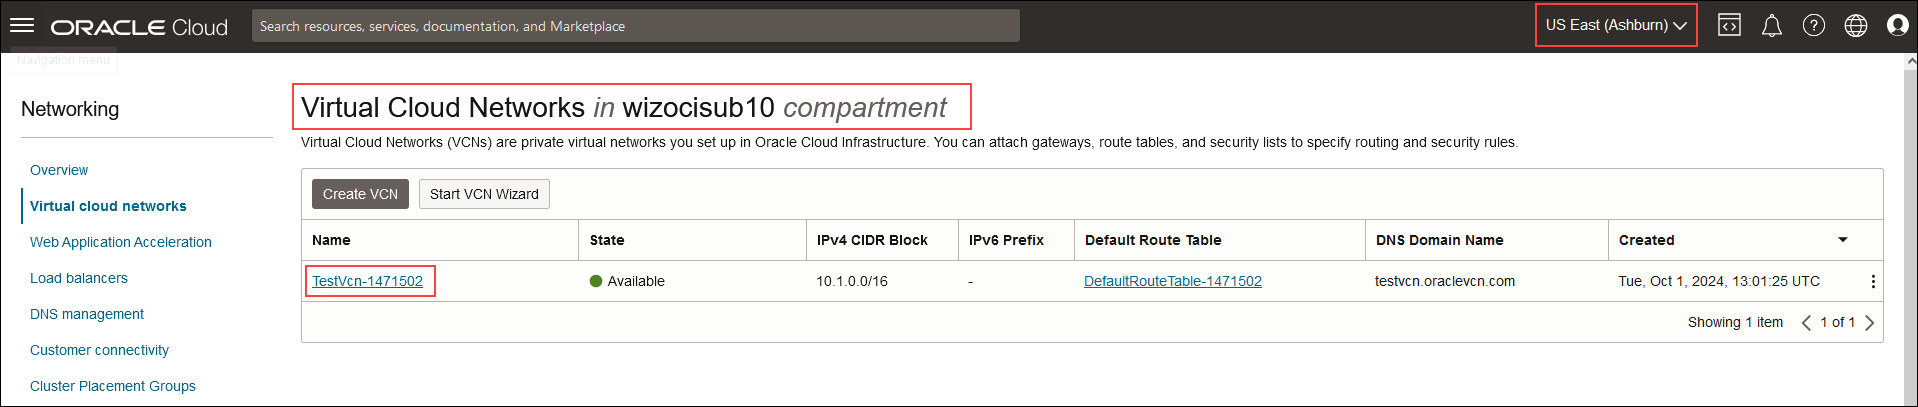 ORACLE Cloud
Search resources, services, documentation, and Marketplace
US East (Ashburn)
Navigation menu
Networking
Overview
Virtual cloud networks
Web Application Acceleration
Load balancers
DNS management
Customer connectivity
Cluster Placement Groups
Virtual Cloud Networks in wizocisub10 compartment
Virtual Cloud Networks (VCNs) are private virtual networks you set up in Oracle Cloud Infrastructure. You can attach gateways, route tables, and security lists to specify routing and security rules.
Create VCN Start VCN Wizard
Name State IPv4 CIDR Block IPv6 Prefix Default Route Table DNS Domain Name Created
TestVcn-1471502 Available 10.1.0.0/16 - DefaultRouteTable-1471502 testvcn.oraclevcn.com Tue, Oct 1, 2024, 13:01:25 UTC
Showing 1 item 1 of 1